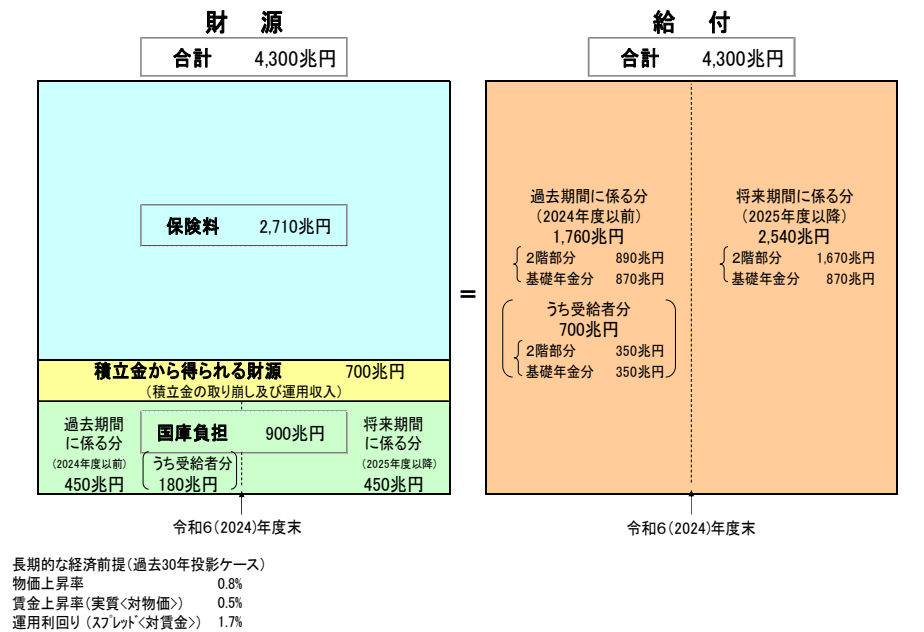 財　源
合計　4,300兆円
保険料　2,710兆円
積立金から得られる財源　700兆円
（積立金の取り崩し及び運用収入）
国庫負担　900兆円
過去期間
に係る分
（2024年度以前）
450兆円
うち受給者分
180兆円
将来期間
に係る分
（2025年度以降）
450兆円
令和６（2024）年度末
＝
給　付
合計　4,300兆円
過去期間に係る分
（2024年度以前）
1,760兆円
２階部分　890兆円
基礎年金分　870兆円
うち受給者分
700兆円
２階部分　350兆円
基礎年金分　350兆円
将来期間に係る分
（2025年度以降）
2,540兆円
２階部分　1,670兆円
基礎年金分　870兆円
令和６（2024）年度末
長期的な経済前提（過去30年投影ケース）
物価上昇率　0.8%
賃金上昇率（実質<対物価>）　0.5%
運用利回り（ｽﾌﾟﾚｯﾄﾞ<対賃金>）　1.7%